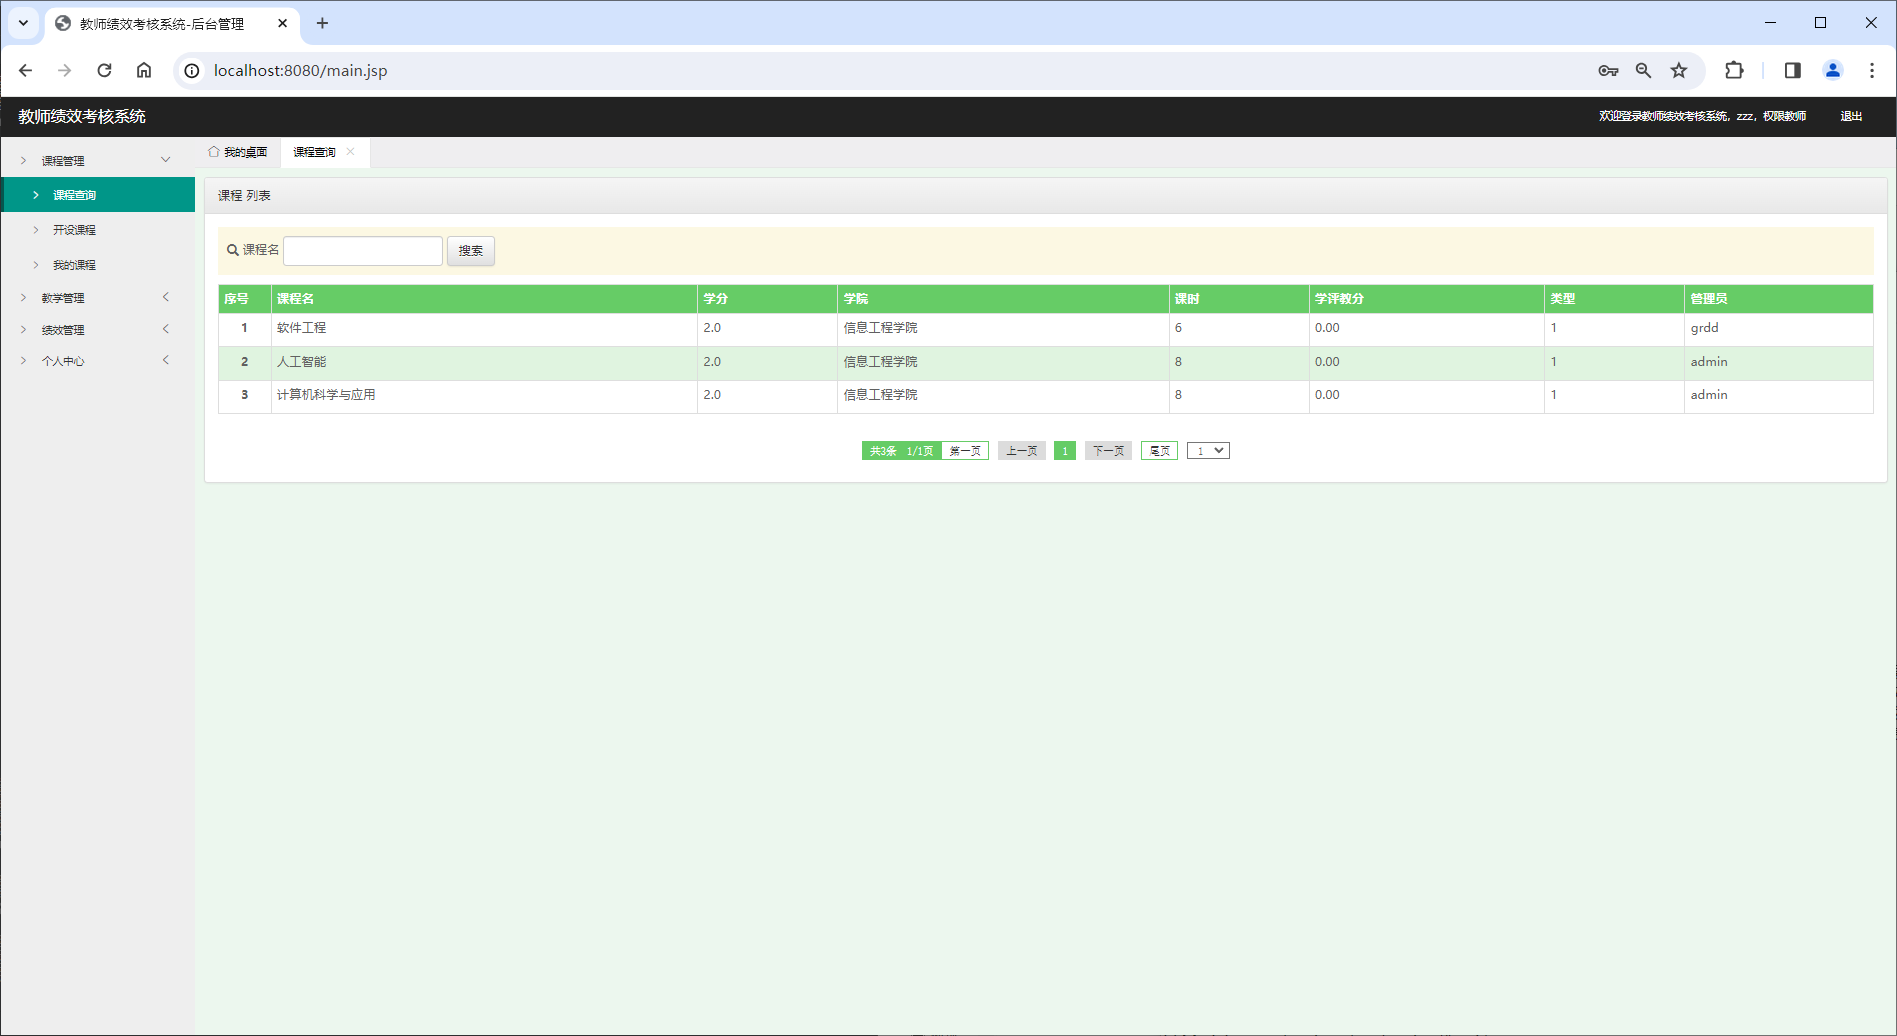 教师绩效考核系统-后台管理
localhost:8080/main.jsp
教师绩效考核系统
欢迎登录教师绩效考核系统，zzz，权限教师 退出
课程管理
课程查询
开设课程
我的课程
教学管理
绩效管理
个人中心
我的桌面 课程查询
课程 列表
课程名 搜索
序号 课程名 学分 学院 课时 学评教分 类型 管理员
1 软件工程 2.0 信息工程学院 6 0.00 1 grdd
2 人工智能 2.0 信息工程学院 8 0.00 1 admin
3 计算机科学与应用 2.0 信息工程学院 8 0.00 1 admin
共3条 1/1页 第一页 上一页 1 下一页 尾页 1